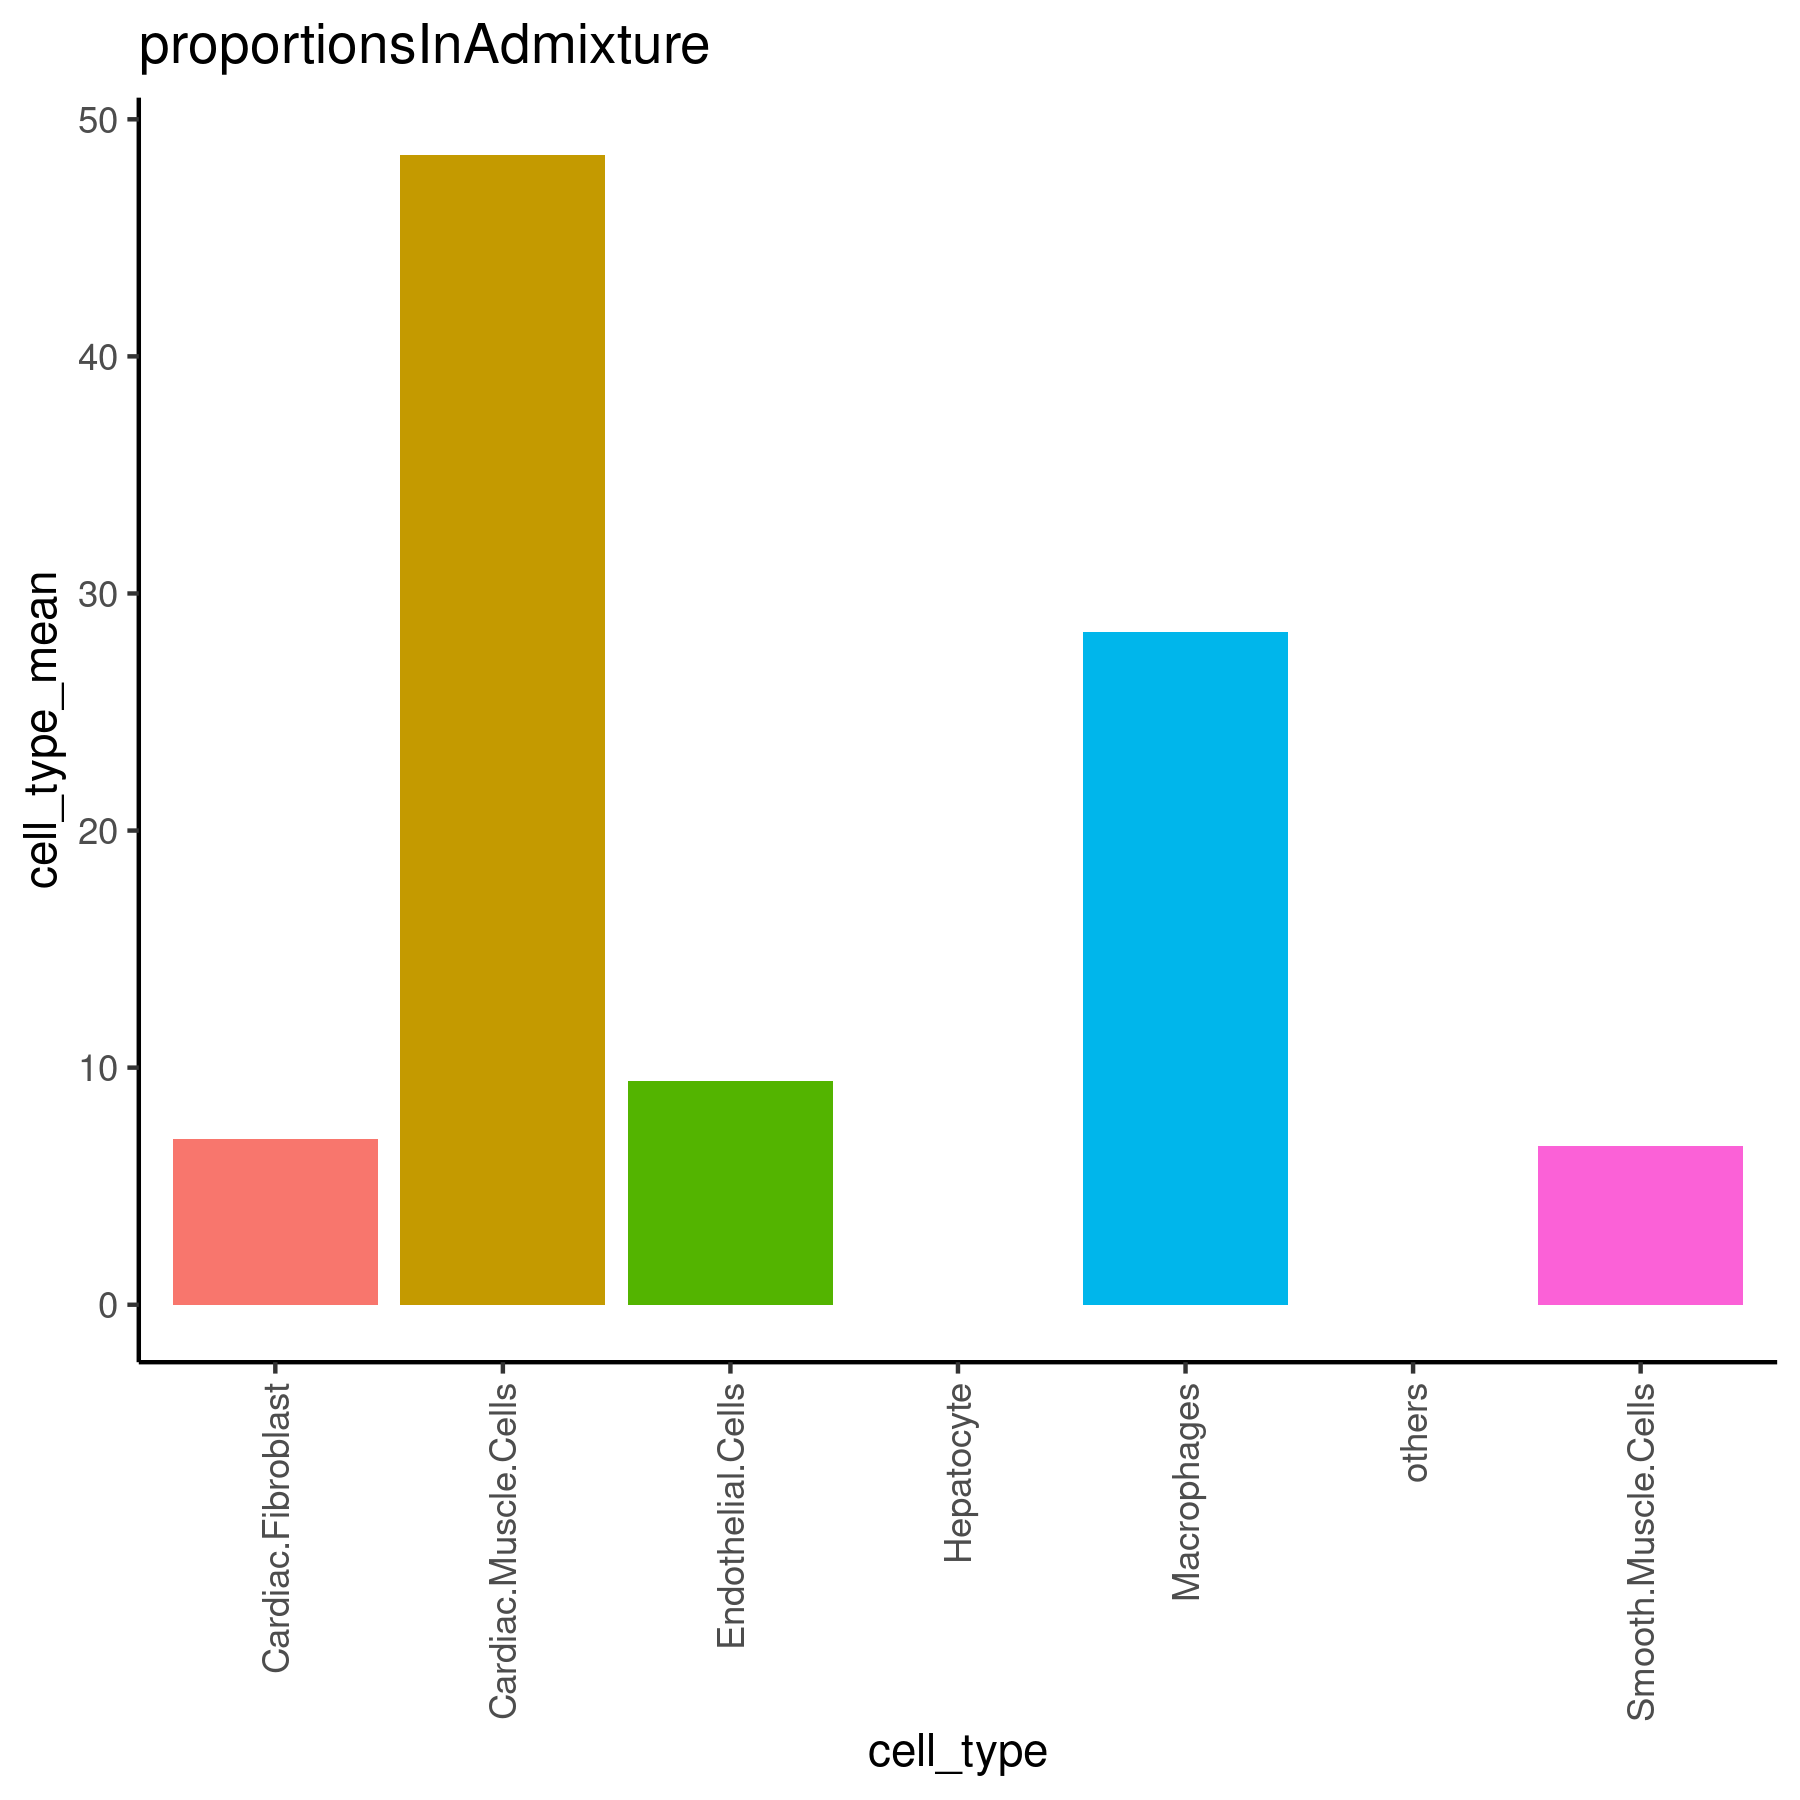 proportionsInAdmixture
cell_type_mean
50
40
30
20
10
0
Cardiac.Fibroblast
Cardiac.Muscle.Cells
Endothelial.Cells
Hepatocyte
Macrophages
others
Smooth.Muscle.Cells
cell_type